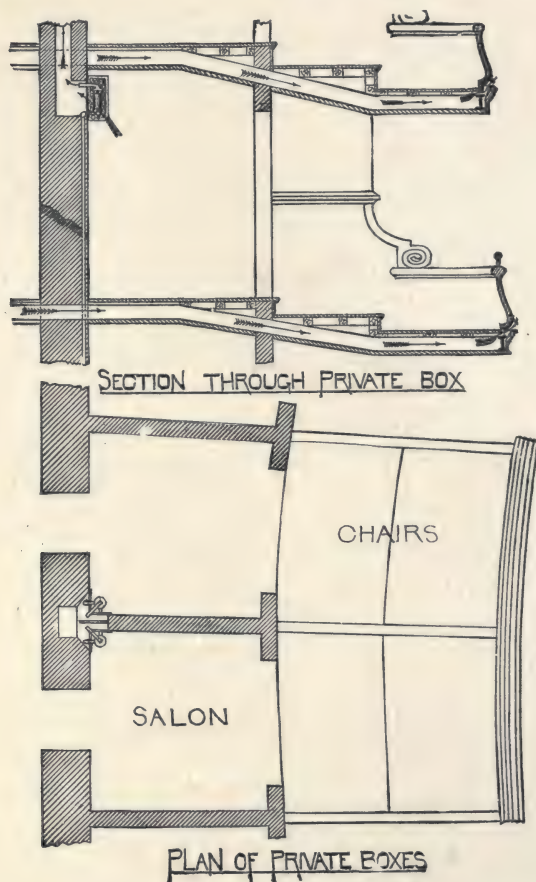 SECTION THROUGH PRIVATE BOX
CHAIRS
SALON
PLAN OF PRIVATE BOXES